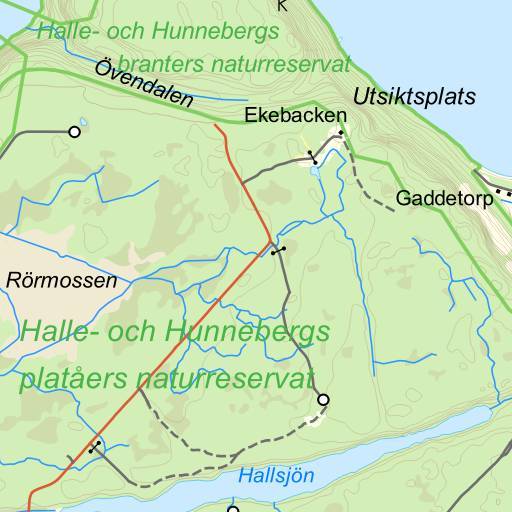 Halle- och Hunnebergs
branters naturreservat
Övendalen
Utsiktsplats
Ekebacken
Gaddetorp
Rörmossen
Halle- och Hunnebergs
platåers naturreservat
Hallsjön